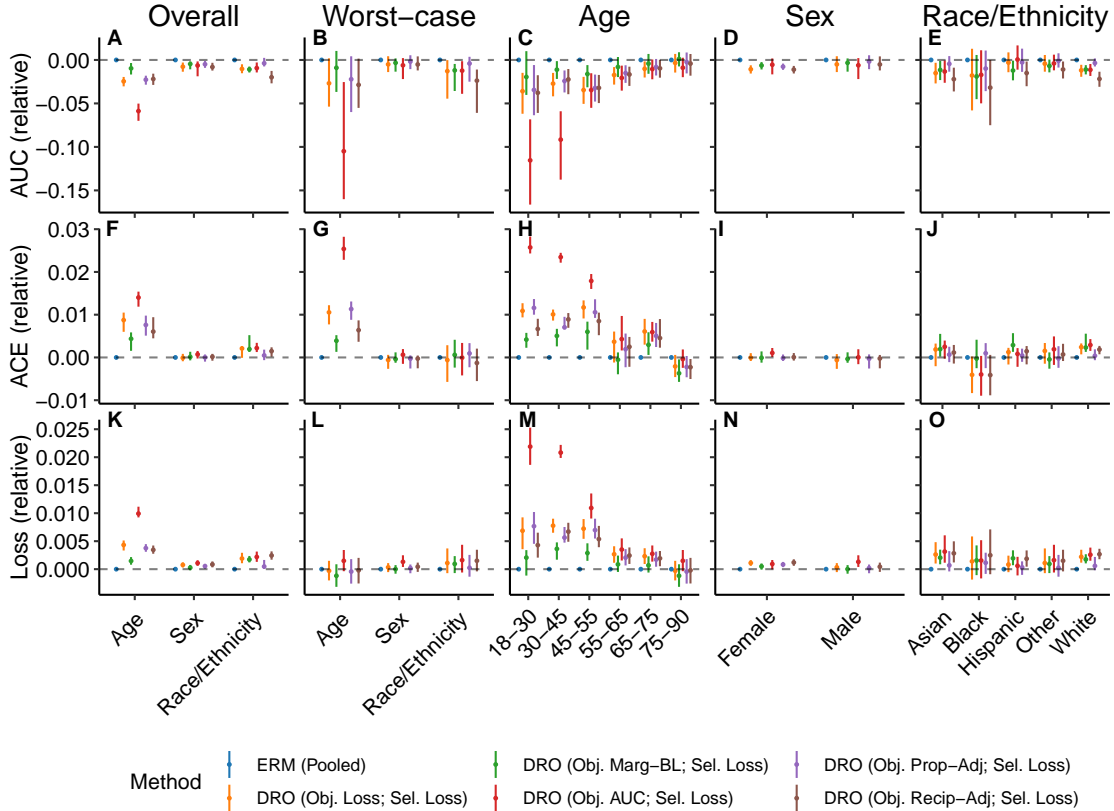 Overall
Worst−case
Age
Sex
Race/Ethnicity
A
B
C
D
E
0.00
−0.05
−0.10
−0.15
AUC (relative)
F
G
H
I
J
0.03
0.02
0.01
0.00
−0.01
ACE (relative)
K
L
M
N
O
0.025
0.020
0.015
0.010
0.005
0.000
Loss (relative)
Age
Sex
Race/Ethnicity
Age
Sex
Race/Ethnicity
18−30
30−45
45−55
55−65
65−75
75−90
Female
Male
Asian
Black
Hispanic
Other
White
Method
ERM (Pooled)
DRO (Obj. Loss; Sel. Loss)
DRO (Obj. Marg−BL; Sel. Loss)
DRO (Obj. AUC; Sel. Loss)
DRO (Obj. Prop−Adj; Sel. Loss)
DRO (Obj. Recip−Adj; Sel. Loss)